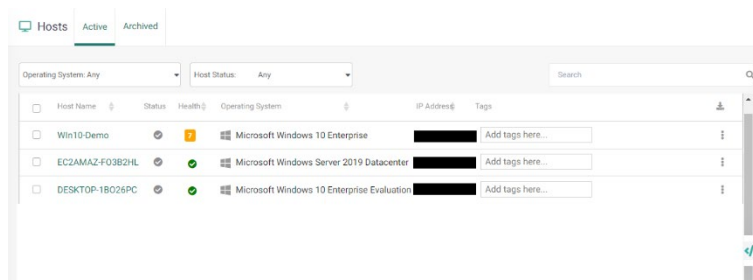 Hosts Active Archived
Operating System: Any Host Status: Any Search
Host Name Status Health Operating System IP Address Tags
Win10-Demo 7 Microsoft Windows 10 Enterprise Add tags here...
EC2AMAZ-FO3B2HL Microsoft Windows Server 2019 Datacenter Add tags here...
DESKTOP-1BO26PC Microsoft Windows 10 Enterprise Evaluation Add tags here...